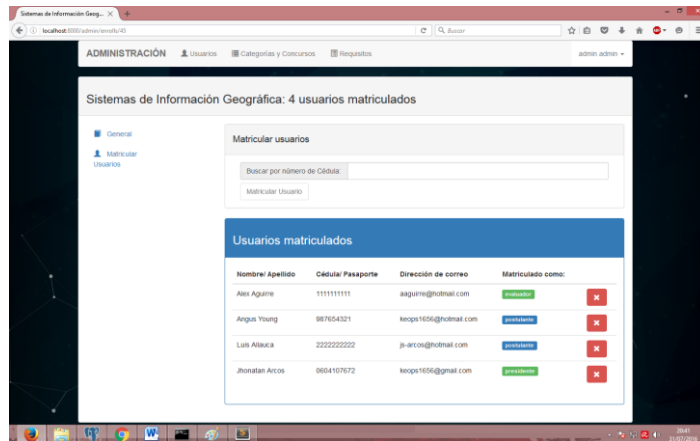 Sistemas de Información Geog...
localhost:8000/admin/enrolls/45
Buscar
ADMINISTRACIÓN Usuarios Categorías y Concursos Requisitos admin admin
Sistemas de Información Geográfica: 4 usuarios matriculados
General
Matricular
Usuarios
Matricular usuarios
Buscar por número de Cédula:
Matricular Usuario
Usuarios matriculados
Nombre/ Apellido Cédula/ Pasaporte Dirección de correo Matriculado como:
Alex Aguirre 1111111111 aaguirre@hotmail.com evaluador
Angus Young 987654321 keops1656@hotmail.com postulante
Luis Allauca 2222222222 js-arcos@hotmail.com postulante
Jhonatan Arcos 0604107672 keops1656@gmail.com presidente
20:41